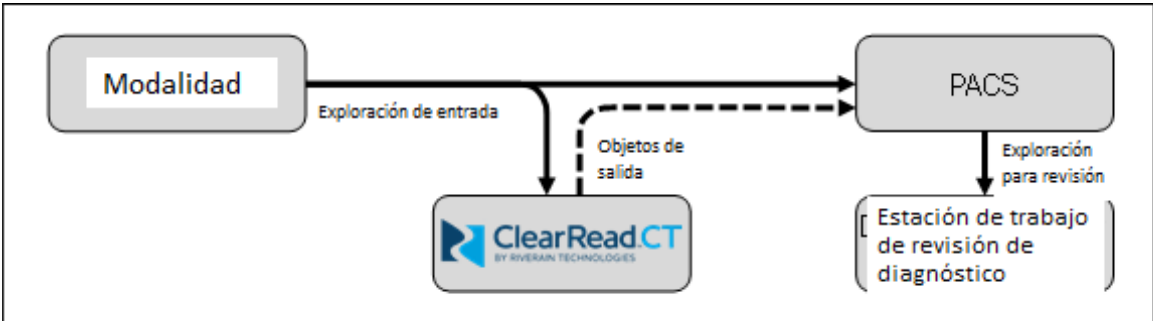 Modalidad
PACS
Exploración de entrada
Objetos de
salida
Exploración
para revisión
ClearRead.CT
BY RIVERAIN TECHNOLOGIES
Estación de trabajo
de revisión de
diagnóstico